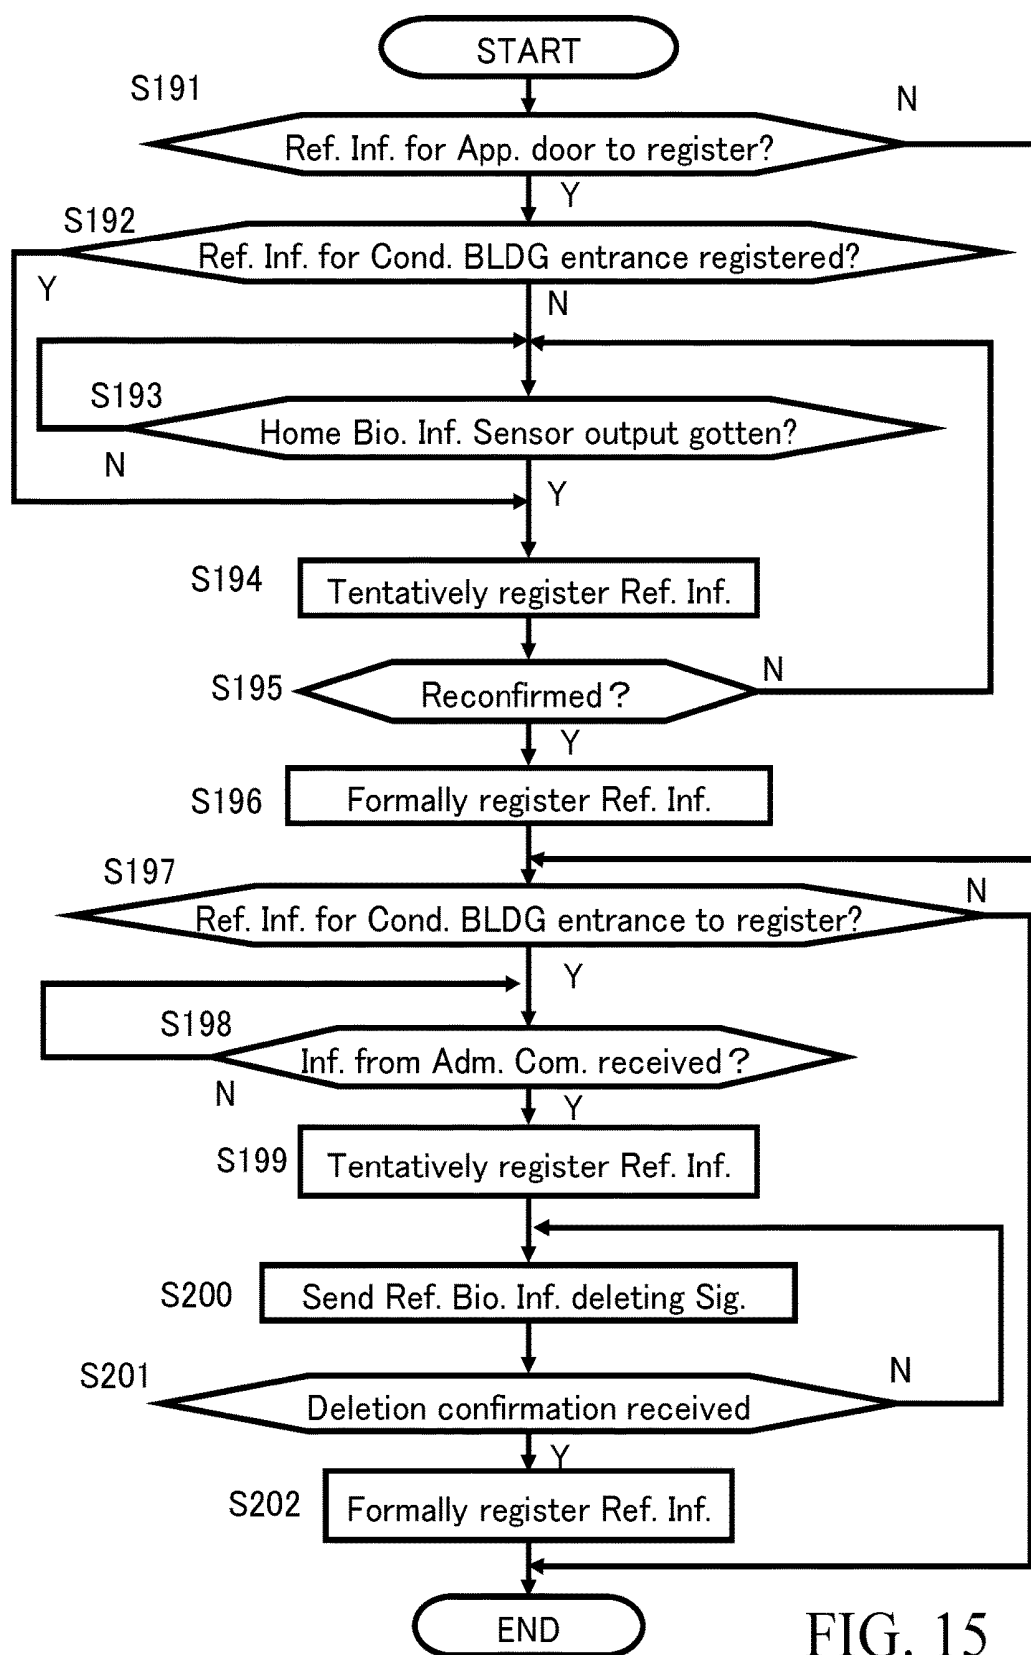 START
S191
N
Ref. Inf. for App. door to register?
Y
S192
Ref. Inf. for Cond. BLDG entrance registered?
Y
N
S193
Home Bio. Inf. Sensor output gotten?
N
Y
S194
Tentatively register Ref. Inf.
S195
Reconfirmed?
N
Y
S196
Formally register Ref. Inf.
S197
Ref. Inf. for Cond. BLDG entrance to register?
N
Y
S198
Inf. from Adm. Com. received?
N
Y
S199
Tentatively register Ref. Inf.
S200
Send Ref. Bio. Inf. deleting Sig.
S201
Deletion confirmation received
N
Y
S202
Formally register Ref. Inf.
END
FIG. 15